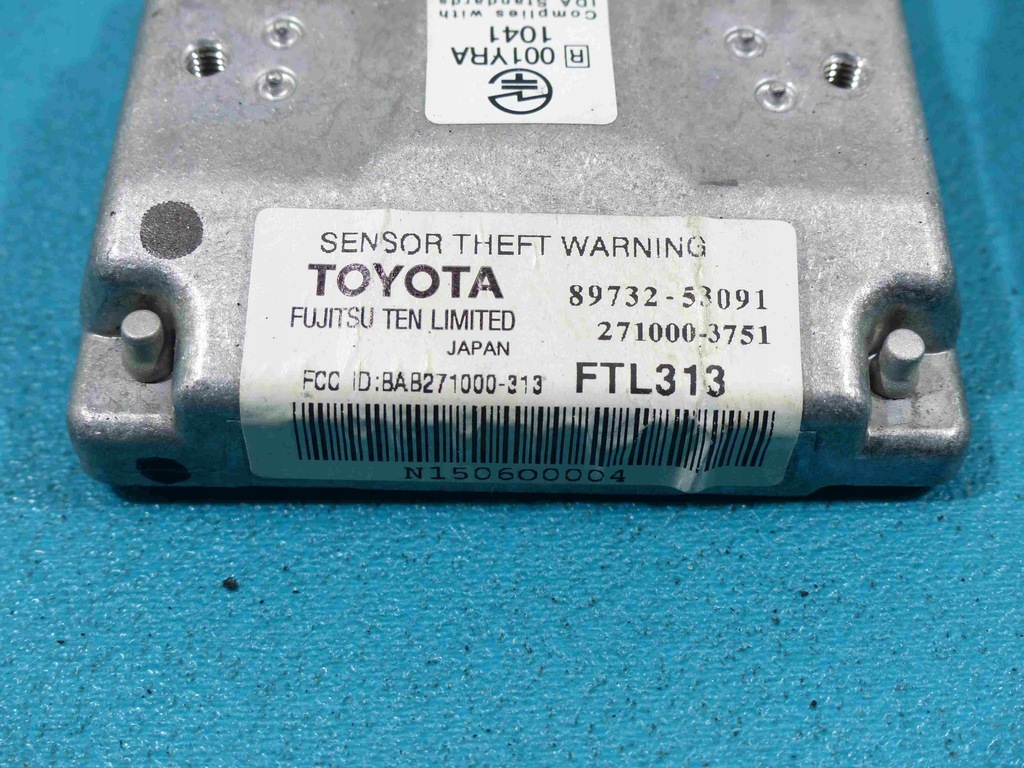 IDA Standards
Complies with
1041
R 001YRA
SENSOR THEFT WARNING
TOYOTA
89732-53091
FUJITSU TEN LIMITED
271000-3751
JAPAN
FCC ID:BAB271000-313
FTL313
N150600004